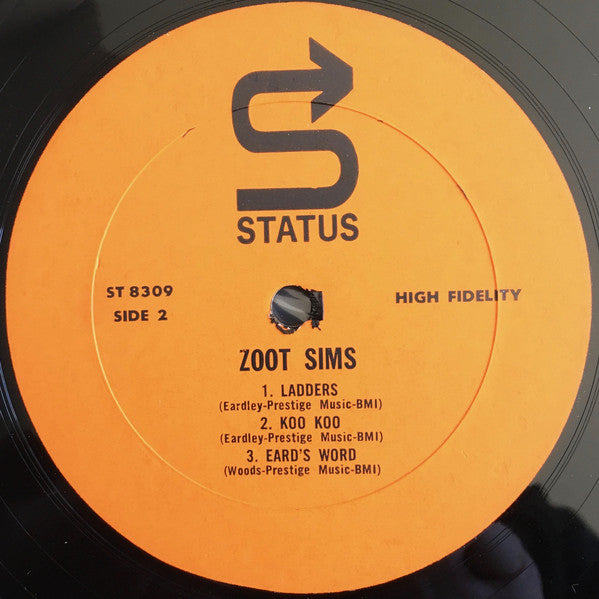 STATUS
ST 8309
SIDE 2
HIGH FIDELITY
ZOOT SIMS
1. LADDERS
(Eardley-Prestige Music-BMI)
2. KOO KOO
(Eardley-Prestige Music-BMI)
3. EARD'S WORD
(Woods-Prestige Music-BMI)